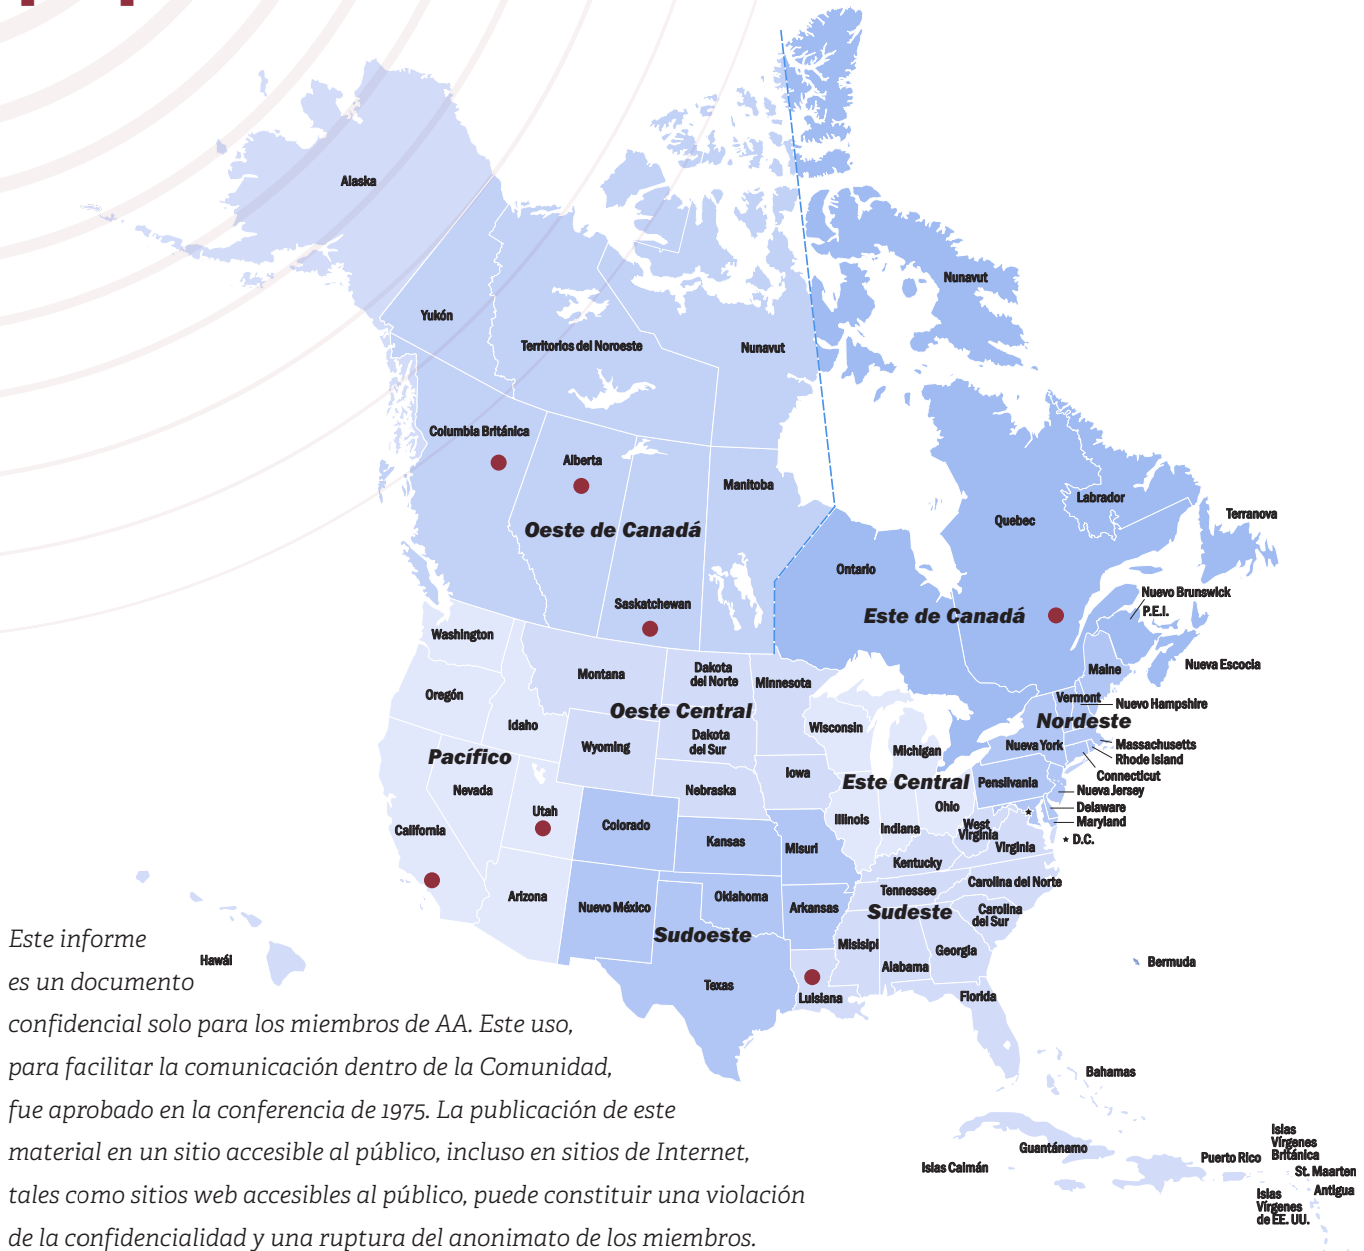 Alaska
Nunavut
Yukón
Territorios del Noroeste
Nunavut
Columbia Británica
Alberta
Manitoba
Labrador
Quebec
Terranova
Oeste de Canadá
Ontario
Nuevo Brunswick
P.E.I.
Saskatchewan
Este de Canadá
Washington
Nueva Escocia
Maine
Montana
Dakota
del Norte
Minnesota
Oregón
Vermont
Nuevo Hampshire
Oeste Central
Nordeste
Idaho
Wisconsin
Dakota
del Sur
Wyoming
Michigan
Nueva York
Massachusetts
Rhode Island
Pacífico
Connecticut
Iowa
Este Central
Pensilvania
Nevada
Nebraska
Nueva Jersey
Utah
Ohio
Delaware
Maryland
California
Colorado
Illinois
Indiana
West
Virginia
Virginia
★ D.C.
Kansas
Misuri
Kentucky
Arizona
Oklahoma
Tennessee
Carolina del Norte
Nuevo México
Arkansas
Sudeste
Carolina
del Sur
Sudoeste
Misisipi
Georgia
Alabama
Bermuda
Texas
Luisiana
Florida
Hawái
Bahamas
Guantánamo
Islas Caimán
Puerto Rico
Islas
Vírgenes
Británica
St. Maarten
Antigua
Islas
Vírgenes
de EE. UU.
Este informe
es un documento
confidencial solo para los miembros de AA. Este uso,
para facilitar la comunicación dentro de la Comunidad,
fue aprobado en la conferencia de 1975. La publicación de este
material en un sitio accesible al público, incluso en sitios de Internet,
tales como sitios web accesibles al público, puede constituir una violación
de la confidencialidad y una ruptura del anonimato de los miembros.